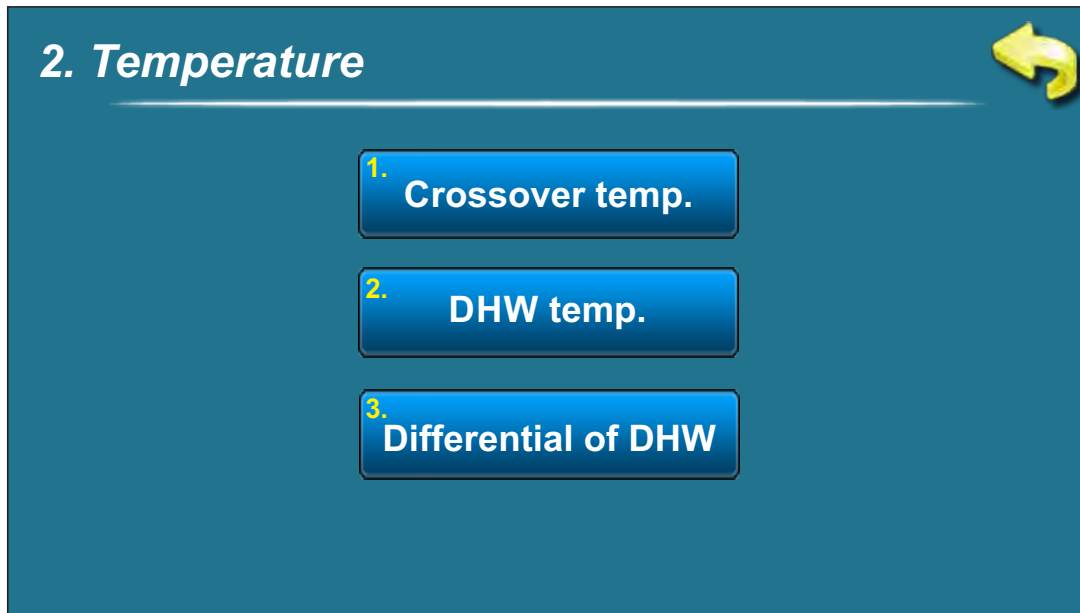 2. Temperature
1.
Crossover temp.
2.
DHW temp.
3.
Differential of DHW